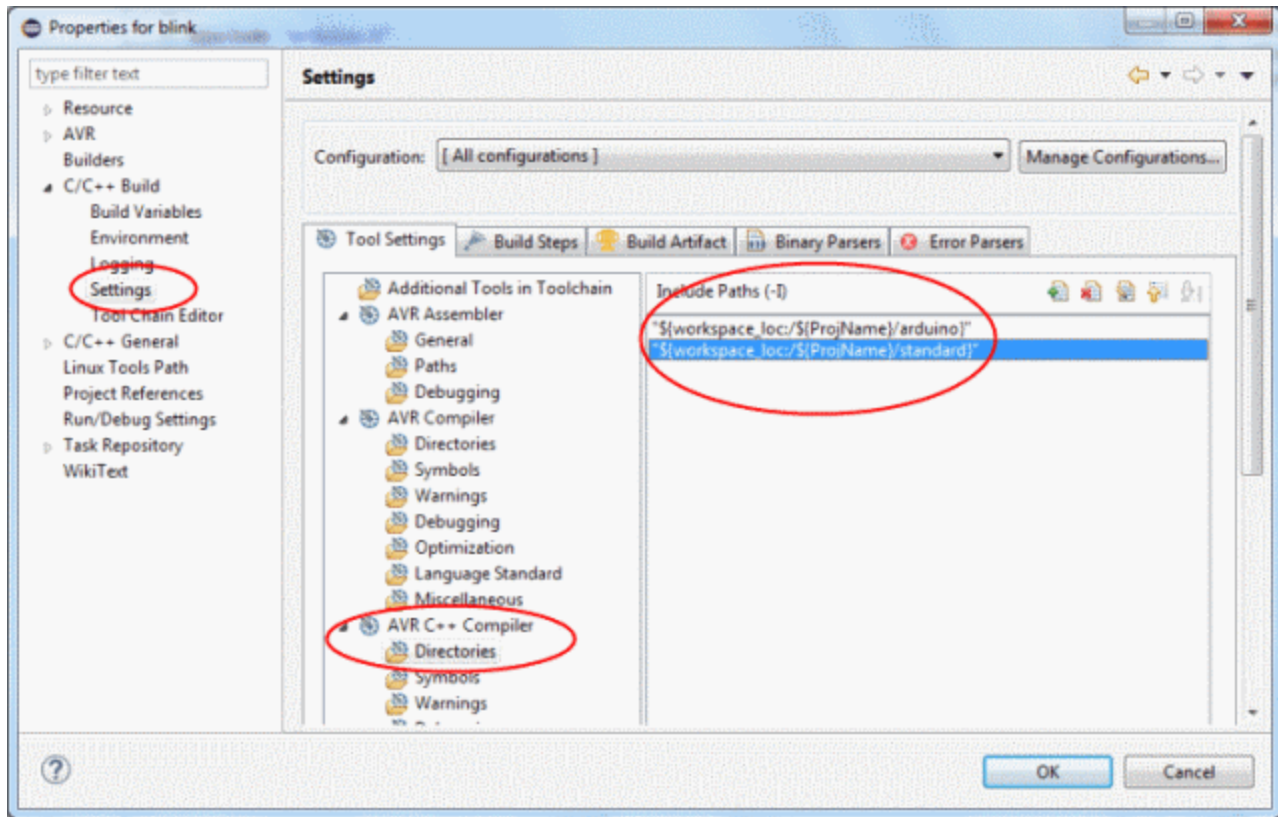 Properties for blink
type filter text
Resource
AVR
Builders
C/C++ Build
Build Variables
Environment
Logging
Settings
Tool Chain Editor
C/C++ General
Linux Tools Path
Project References
Run/Debug Settings
Task Repository
WikiText
Settings
Configuration: [ All configurations ] Manage Configurations...
Tool Settings Build Steps Build Artifact Binary Parsers Error Parsers
Additional Tools in Toolchain
AVR Assembler
General
Paths
Debugging
AVR Compiler
Directories
Symbols
Warnings
Debugging
Optimization
Language Standard
Miscellaneous
AVR C++ Compiler
Directories
Symbols
Warnings
Include Paths (-I)
"${workspace_loc:/${ProjName}/arduino}"
"${workspace_loc:/${ProjName}/standard}"
OK Cancel